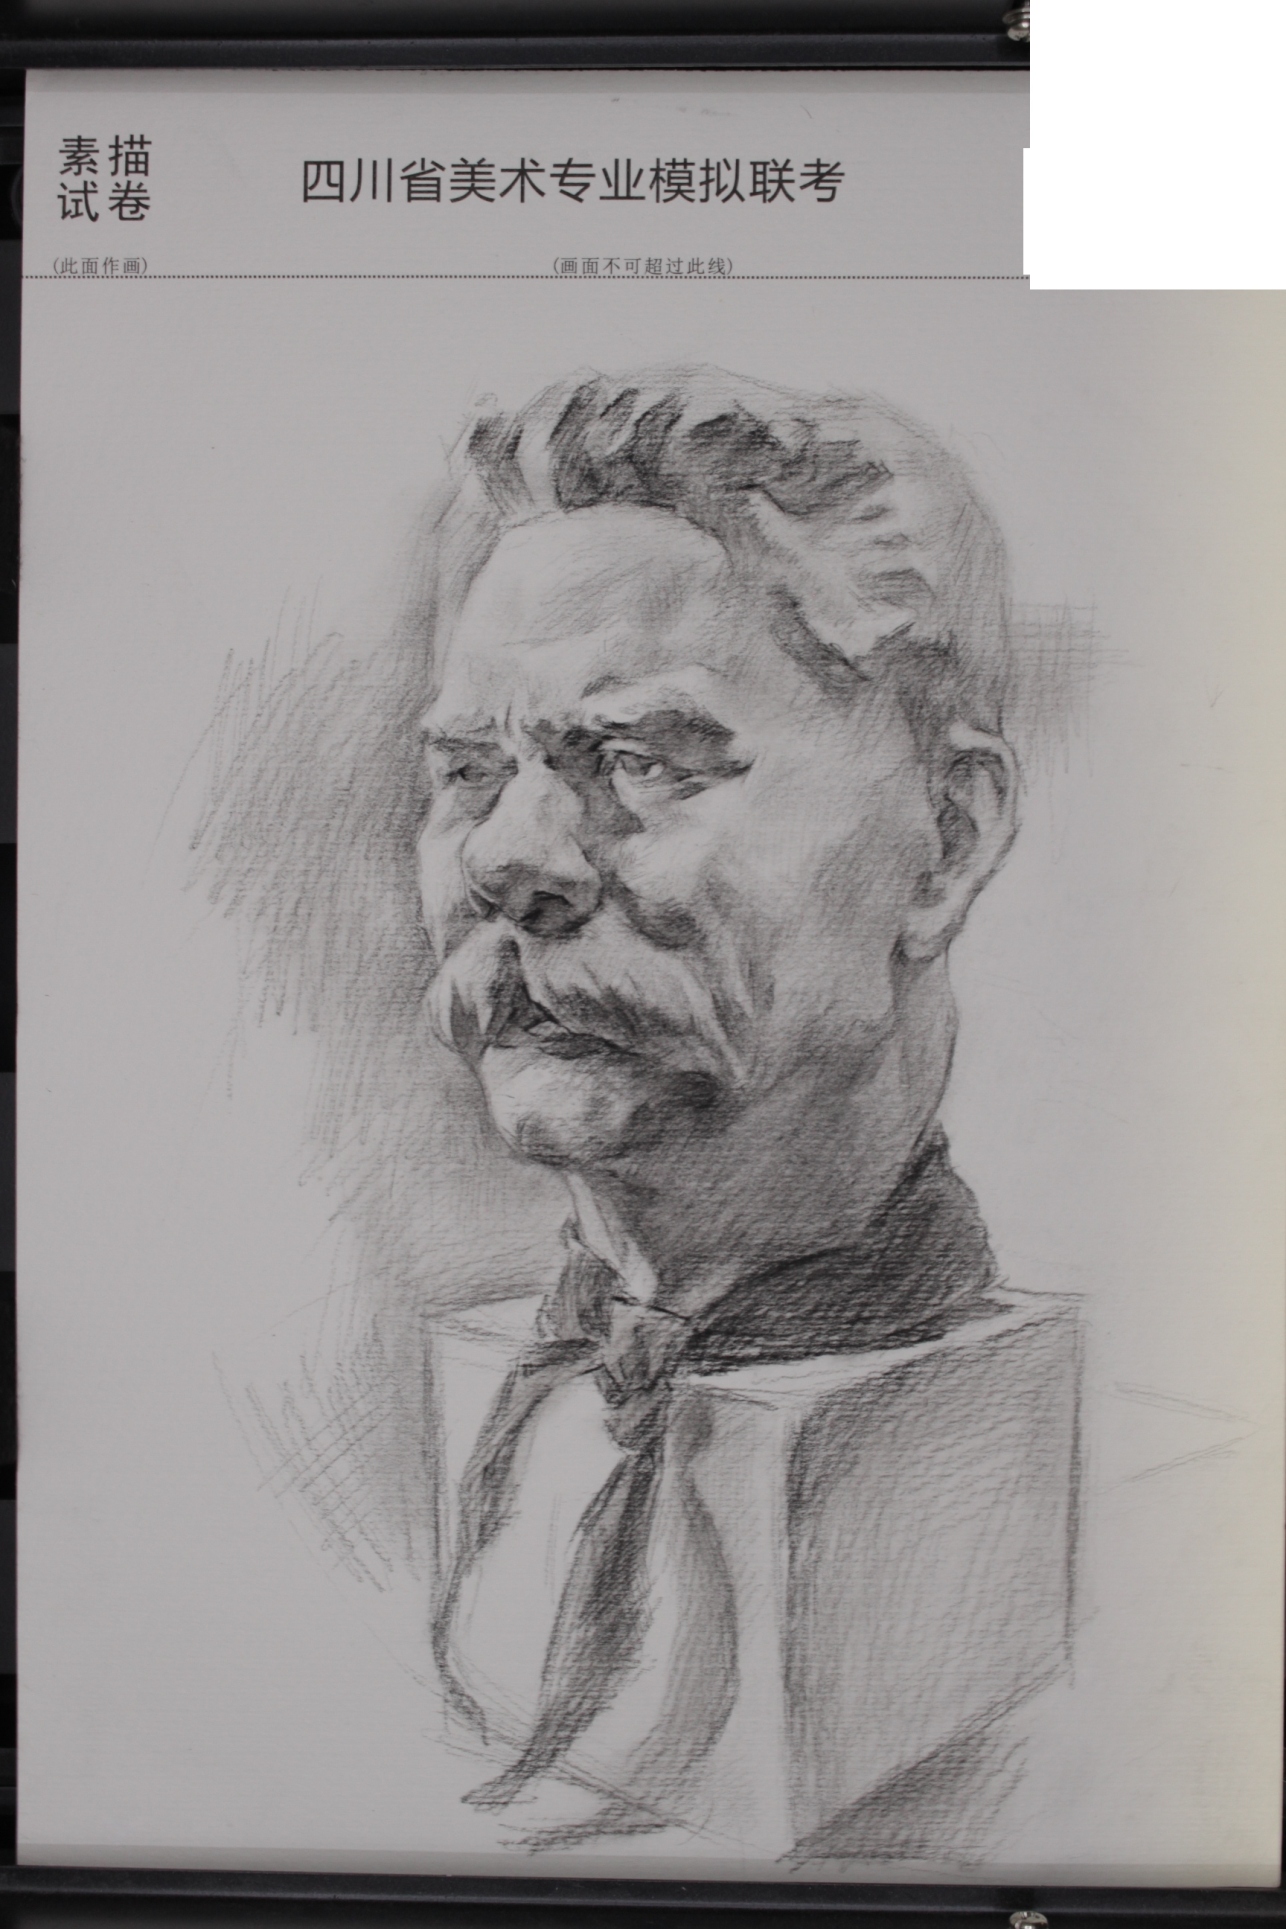 素描
试卷
四川省美术专业模拟联考
(此面作画)
(画面不可超过此线)